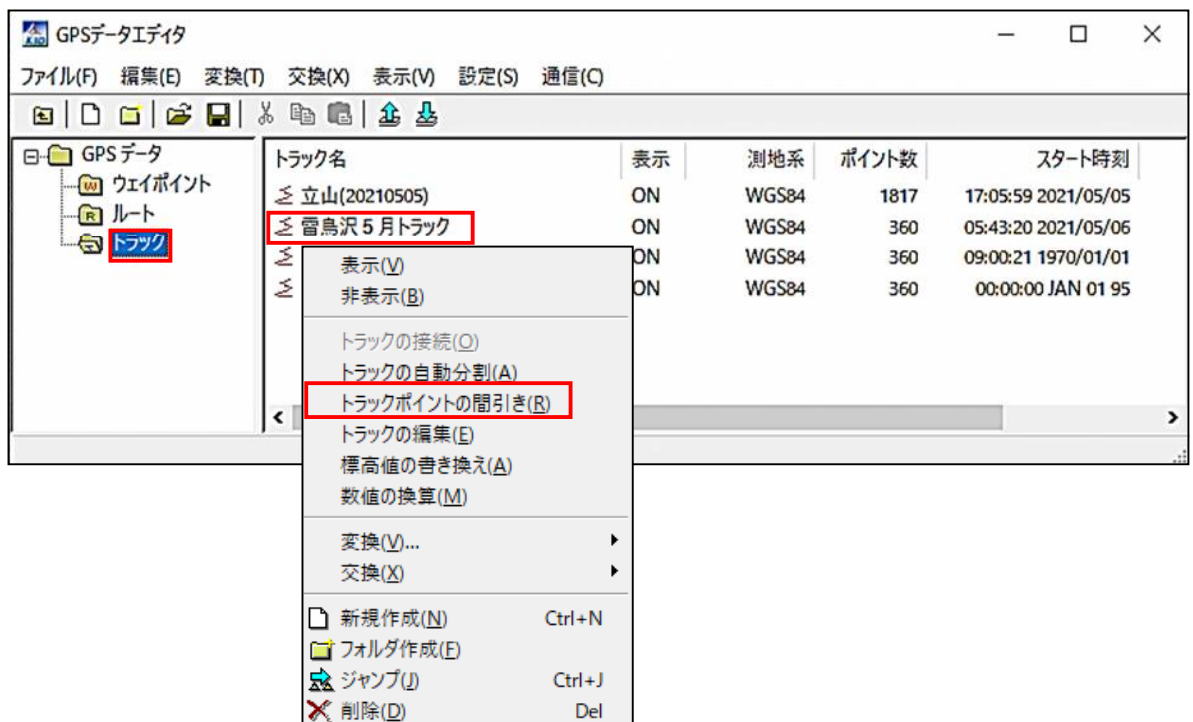 GPSデータエディタ
ファイル(F) 編集(E) 変換(T) 交換(X) 表示(V) 設定(S) 通信(C)
GPSデータ
ウェイポイント
ルート
トラック
トラック名 表示 測地系 ポイント数 スタート時刻
立山(20210505) ON WGS84 1817 17:05:59 2021/05/05
雷鳥沢5月トラック ON WGS84 360 05:43:20 2021/05/06
ON WGS84 360 09:00:21 1970/01/01
ON WGS84 360 00:00:00 JAN 01 95
表示(V)
非表示(B)
トラックの接続(O)
トラックの自動分割(A)
トラックポイントの間引き(R)
トラックの編集(E)
標高値の書き換え(A)
数値の換算(M)
変換(V)...
交換(X)
新規作成(N) Ctrl+N
フォルダ作成(F)
ジャンプ(J) Ctrl+J
削除(D) Del